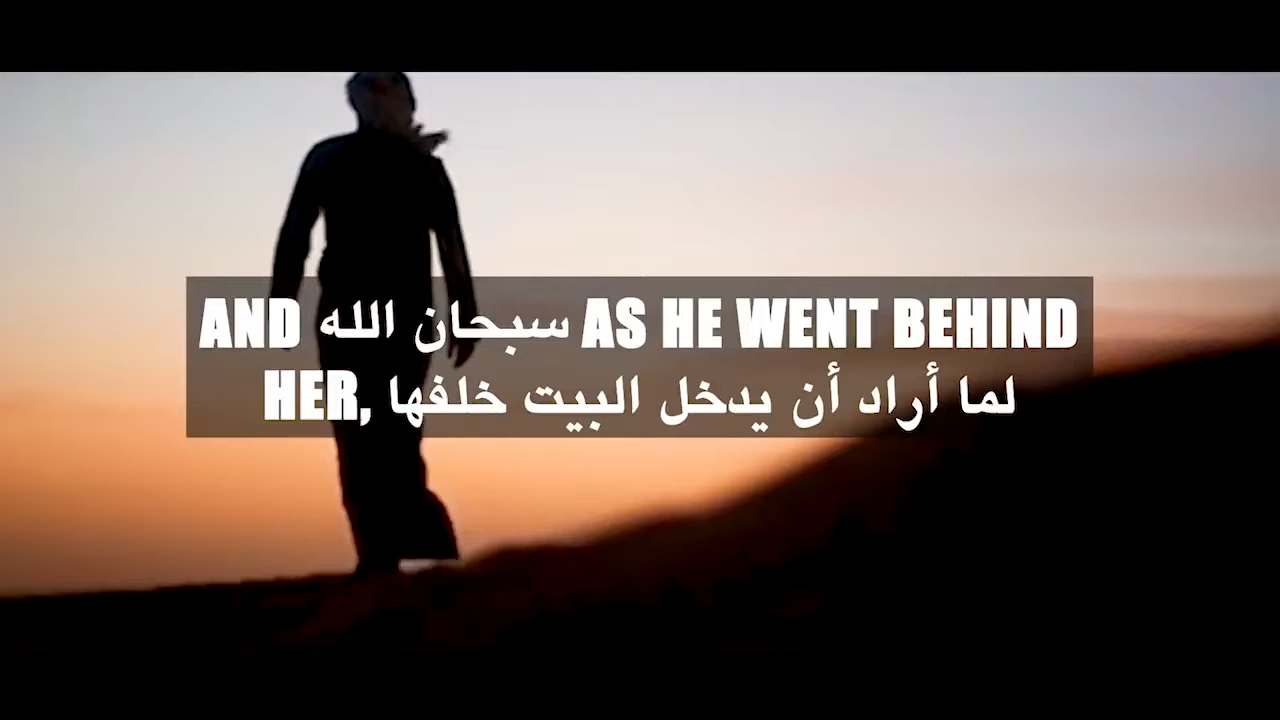 AND سبحان الله AS HE WENT BEHIND
HER, لما أراد أن يدخل البيت خلفها